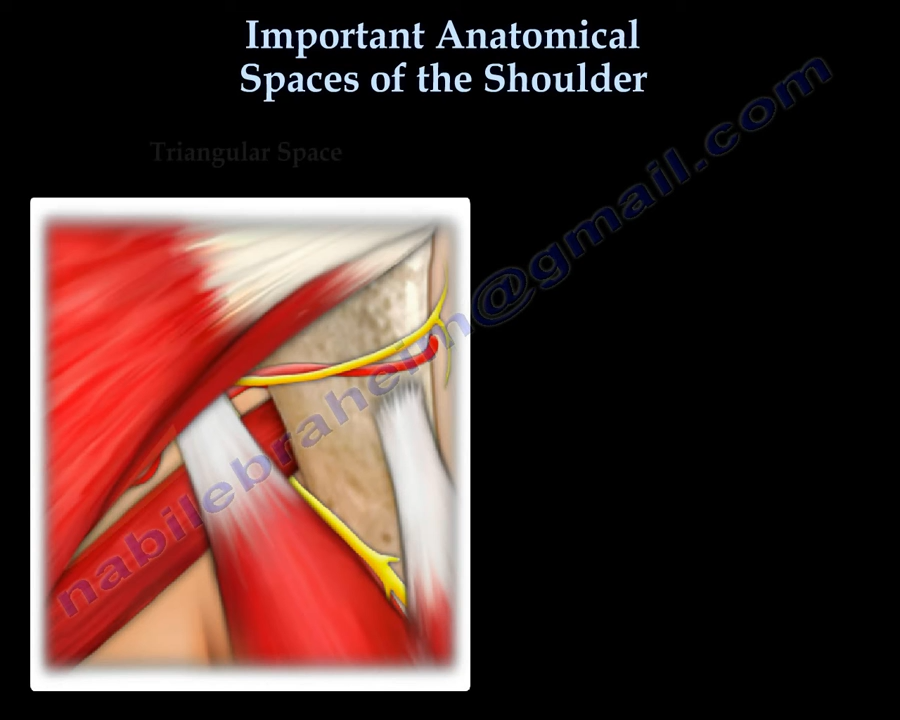 Important Anatomical
Spaces of the Shoulder
Triangular Space
nabilebraheim@gmail.com